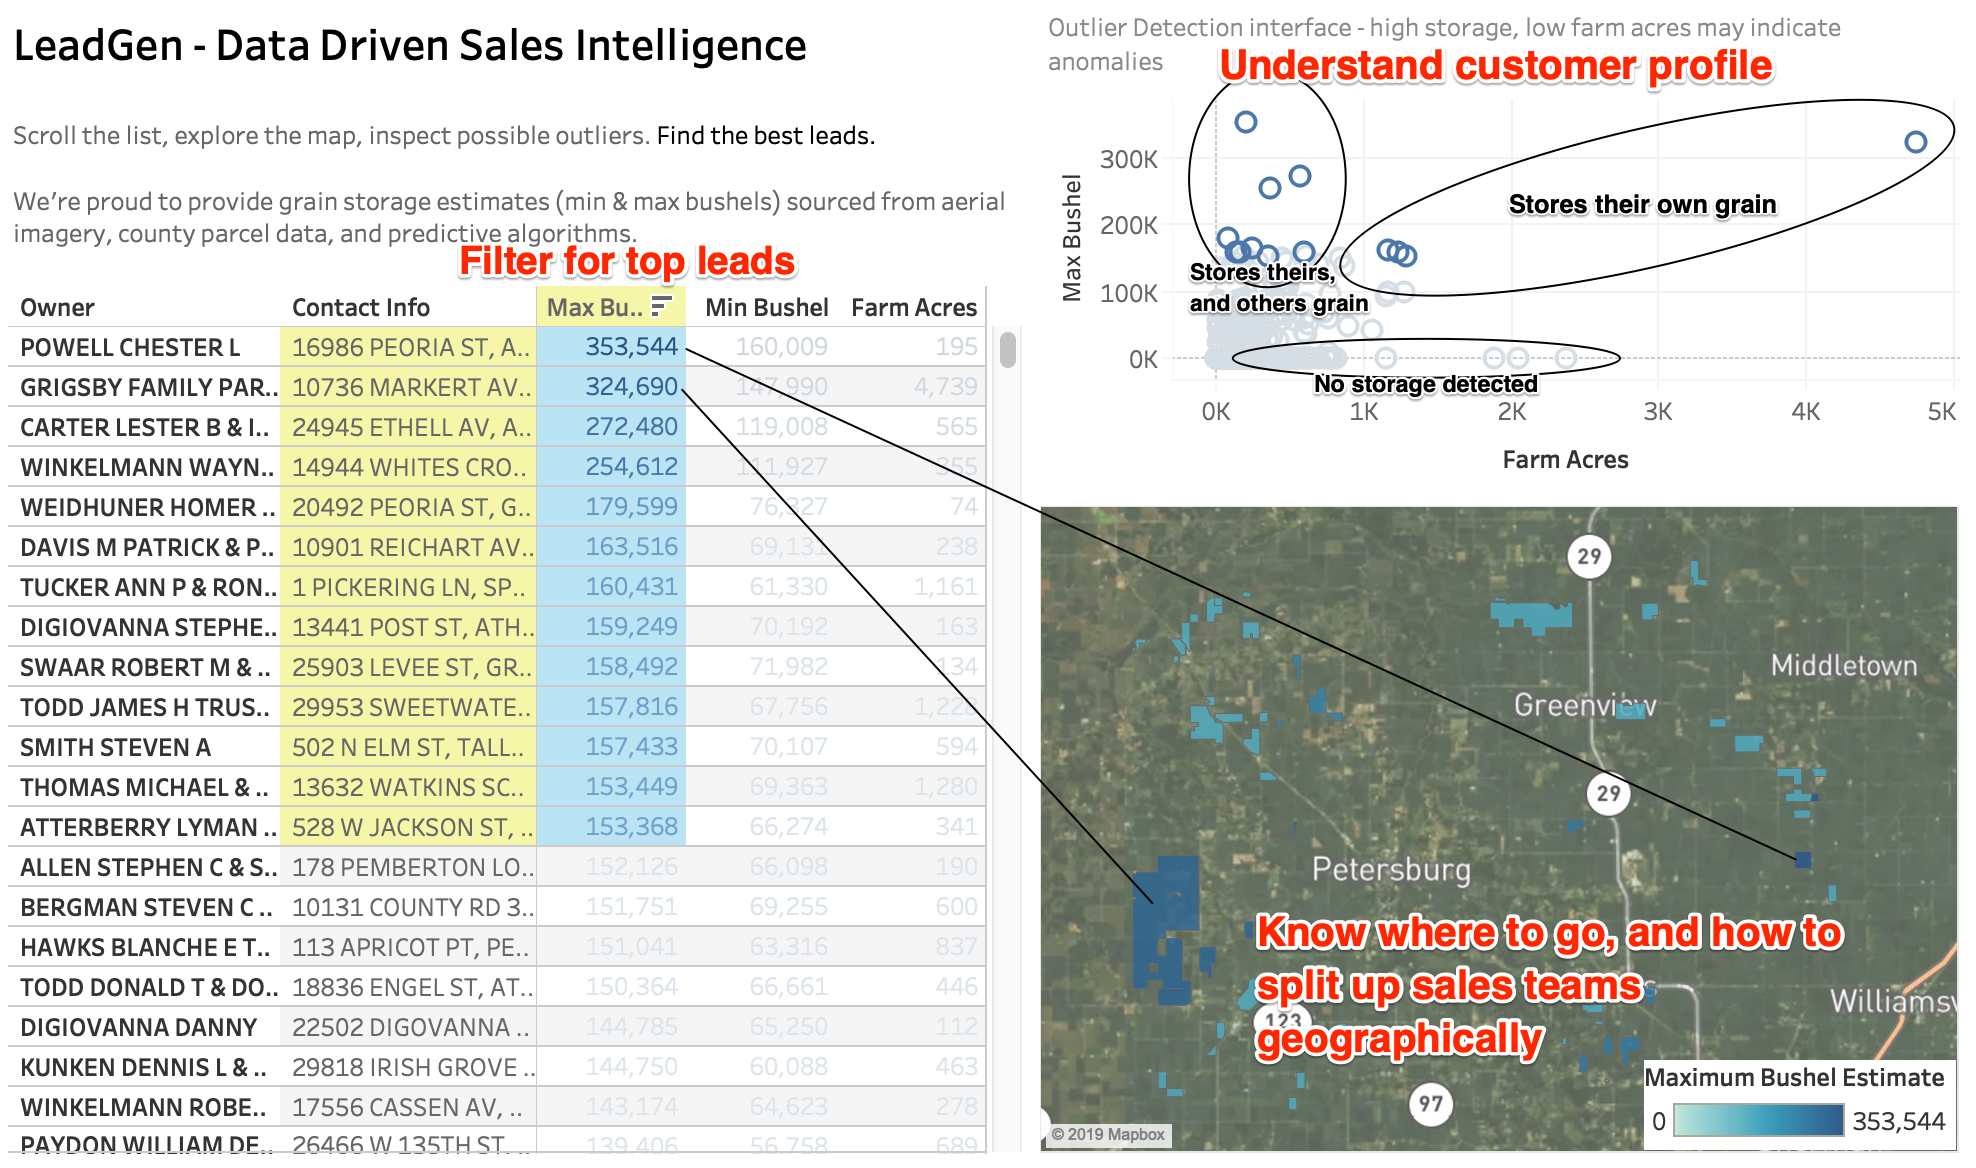 LeadGen - Data Driven Sales Intelligence
Scroll the list, explore the map, inspect possible outliers. Find the best leads.
We're proud to provide grain storage estimates (min & max bushels) sourced from aerial
imagery, county parcel data, and predictive algorithms.
Filter for top leads
Owner Contact Info Max Bu.. Min Bushel Farm Acres
POWELL CHESTER L 16986 PEORIA ST, A.. 353,544 160,009 195
GRIGSBY FAMILY PAR.. 10736 MARKERT AV.. 324,690 147,990 4,739
CARTER LESTER B & I.. 24945 ETHELL AV, A.. 272,480 119,008 565
WINKELMANN WAYN.. 14944 WHITES CRO.. 254,612 111,927 355
WEIDHUNER HOMER .. 20492 PEORIA ST, G.. 179,599 76,327 74
DAVIS M PATRICK & P.. 10901 REICHART AV.. 163,516 69,131 238
TUCKER ANN P & RON.. 1 PICKERING LN, SP.. 160,431 61,330 1,161
DIGIOVANNA STEPHE.. 13441 POST ST, ATH.. 159,249 70,192 163
SWAAR ROBERT M & .. 25903 LEVEE ST, GR.. 158,492 71,982 134
TODD JAMES H TRUS.. 29953 SWEETWATE.. 157,816 67,756
SMITH STEVEN A 502 N ELM ST, TALL.. 157,433 70,107 594
THOMAS MICHAEL & .. 13632 WATKINS SC.. 153,449 69,363 1,280
ATTERBERRY LYMAN .. 528 W JACKSON ST, .. 153,368 66,274 341
ALLEN STEPHEN C & S.. 178 PEMBERTON LO.. 152,126 66,098 190
BERGMAN STEVEN C .. 10131 COUNTY RD 3.. 151,751 69,255 600
HAWKS BLANCHE E T.. 113 APRICOT PT, PE.. 151,041 63,316 837
TODD DONALD T & DO.. 18836 ENGEL ST, AT.. 150,364 66,661 446
DIGIOVANNA DANNY 22502 DIGOVANNA .. 144,785 65,250 112
KUNKEN DENNIS L & .. 29818 IRISH GROVE .. 144,750 60,088 463
WINKELMANN ROBE.. 17556 CASSEN AV, .. 143,174 64,623 278
PAYDON WILLIAM DE.. 26466 W 135TH ST, .. 139,406 56,758 689
Outlier Detection interface - high storage, low farm acres may indicate
anomalies
Understand customer profile
Max Bushel
300K
200K
100K
0K
Stores their own grain
Stores theirs,
and others grain
No storage detected
0K 1K 2K 3K 4K 5K
Farm Acres
29
Middletown
Greenview
29
Petersburg
Know where to go, and how to
split up sales teams
geographically
Williamsv
123
97
Maximum Bushel Estimate
0 353,544
© 2019 Mapbox